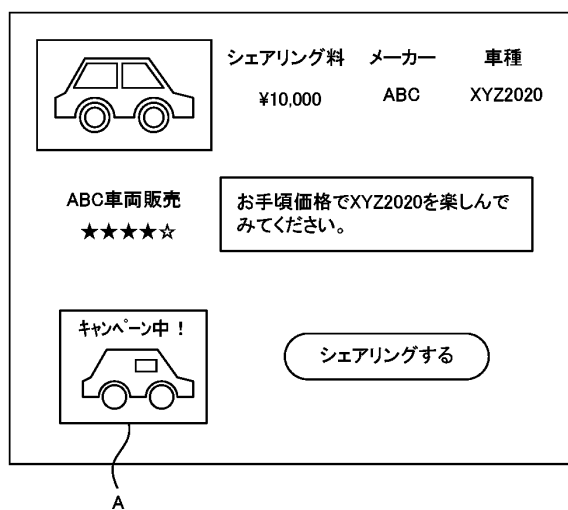 シェアリング料 メーカー 車種
¥10,000 ABC XYZ2020
ABC車両販売
★★★★☆
お手頃価格でXYZ2020を楽しんで
みてください。
キャンペーン中！
シェアリングする
A